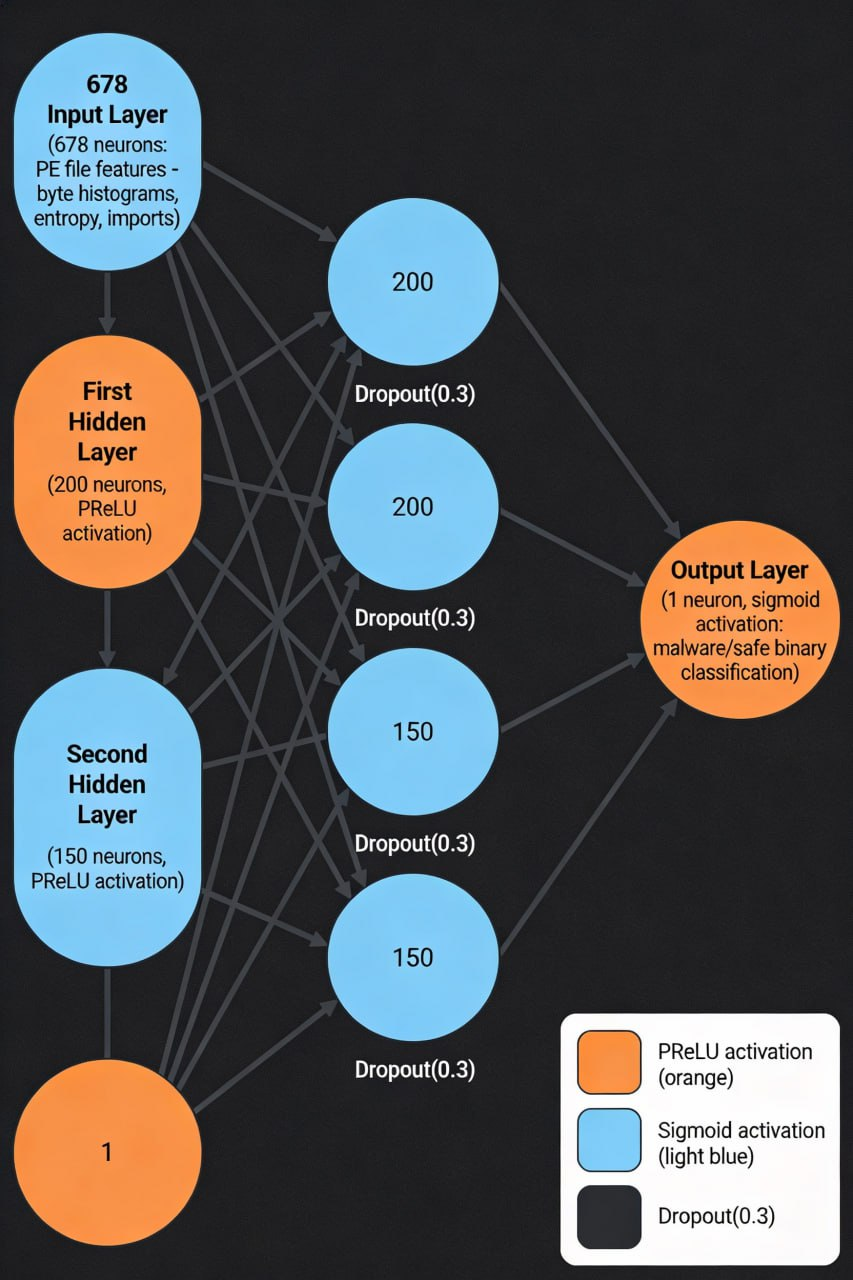 678
Input Layer
(678 neurons:
PE file features -
byte histograms,
entropy, imports)
First
Hidden
Layer
(200 neurons,
PReLU
activation)
Second
Hidden
Layer
(150 neurons,
PReLU activation)
1
200
Dropout(0.3)
200
Dropout(0.3)
150
Dropout(0.3)
150
Dropout(0.3)
Output Layer
(1 neuron, sigmoid
activation:
malware/safe binary
classification)
PReLU activation
(orange)
Sigmoid activation
(light blue)
Dropout(0.3)